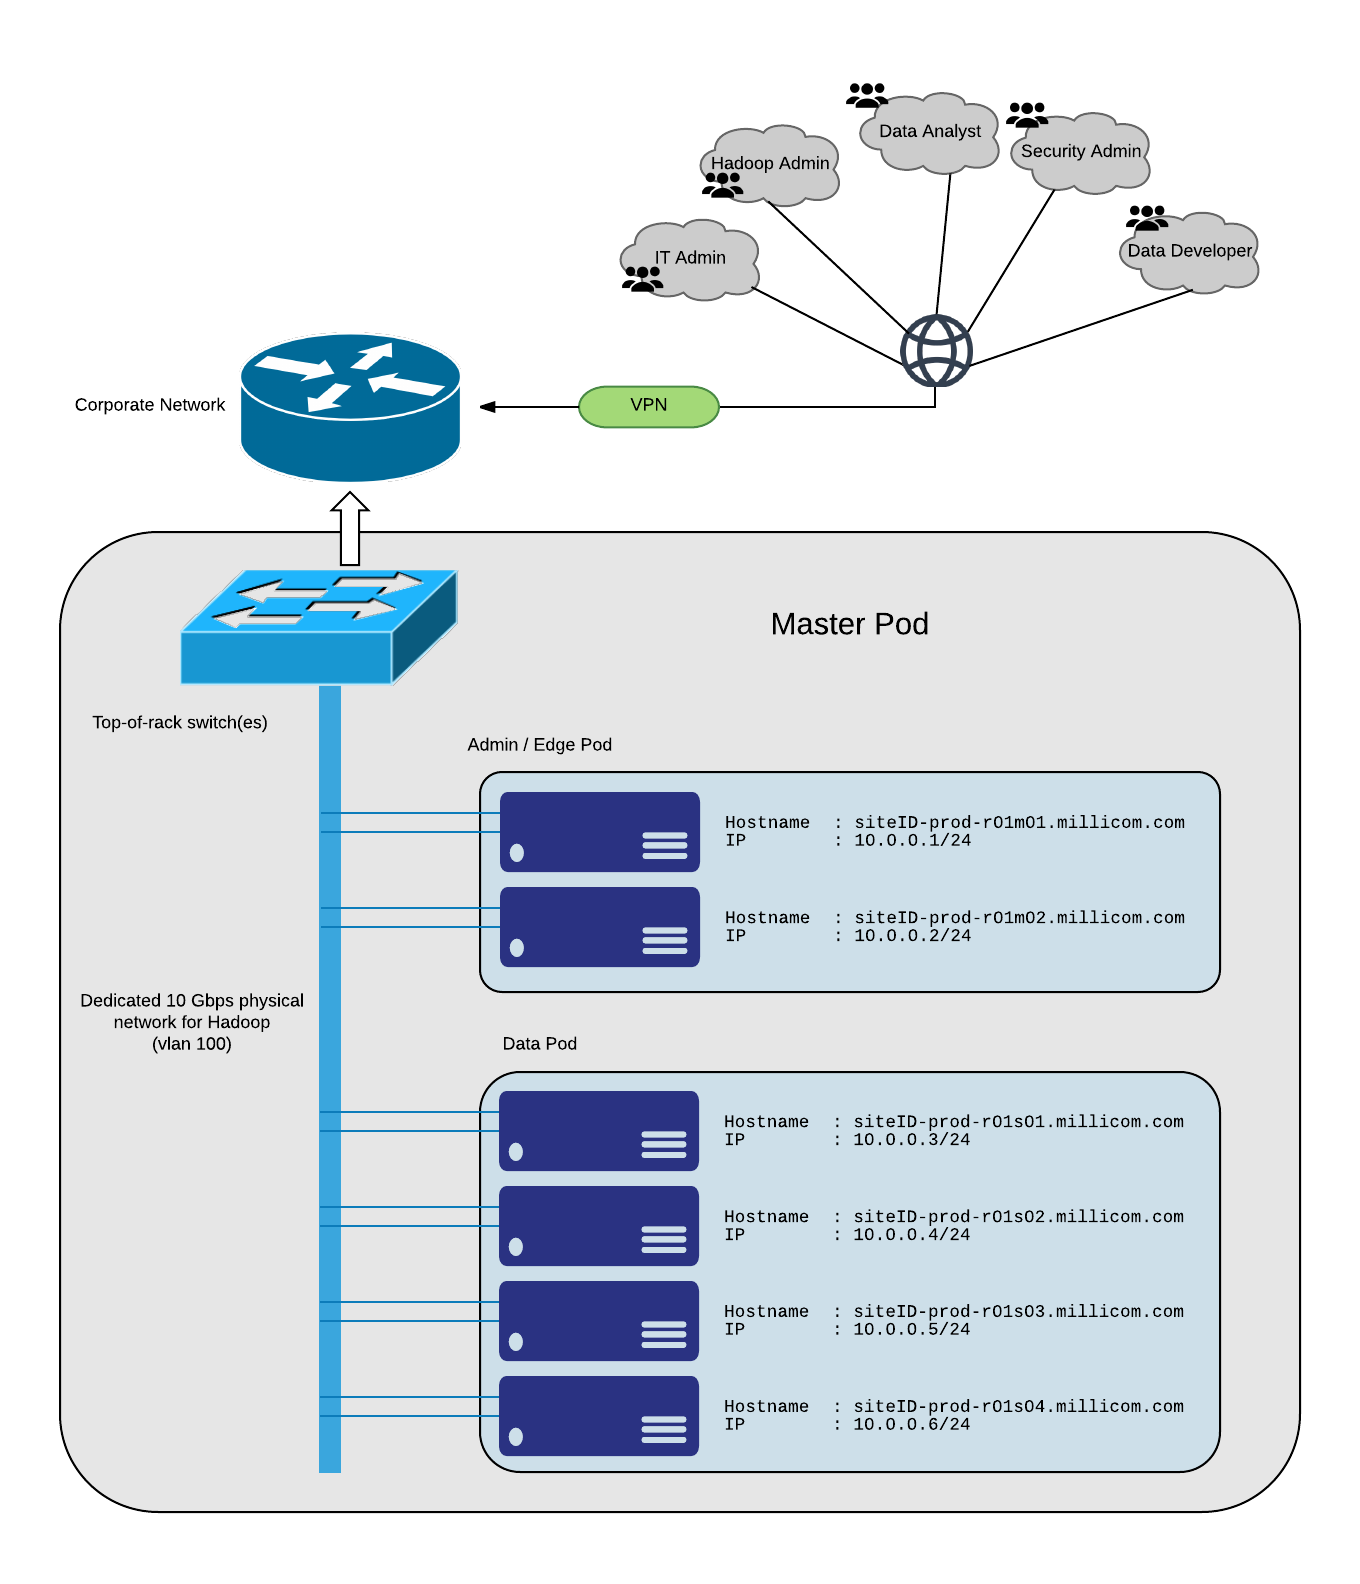 Data Analyst
Security Admin
Hadoop Admin
Data Developer
IT Admin
Corporate Network
VPN
Master Pod
Top-of-rack switch(es)
Admin / Edge Pod
Hostname : siteID-prod-r01m01.millicom.com
IP : 10.0.0.1/24
Hostname : siteID-prod-r01m02.millicom.com
IP : 10.0.0.2/24
Dedicated 10 Gbps physical
network for Hadoop
(vlan 100)
Data Pod
Hostname : siteID-prod-r01s01.millicom.com
IP : 10.0.0.3/24
Hostname : siteID-prod-r01s02.millicom.com
IP : 10.0.0.4/24
Hostname : siteID-prod-r01s03.millicom.com
IP : 10.0.0.5/24
Hostname : siteID-prod-r01s04.millicom.com
IP : 10.0.0.6/24